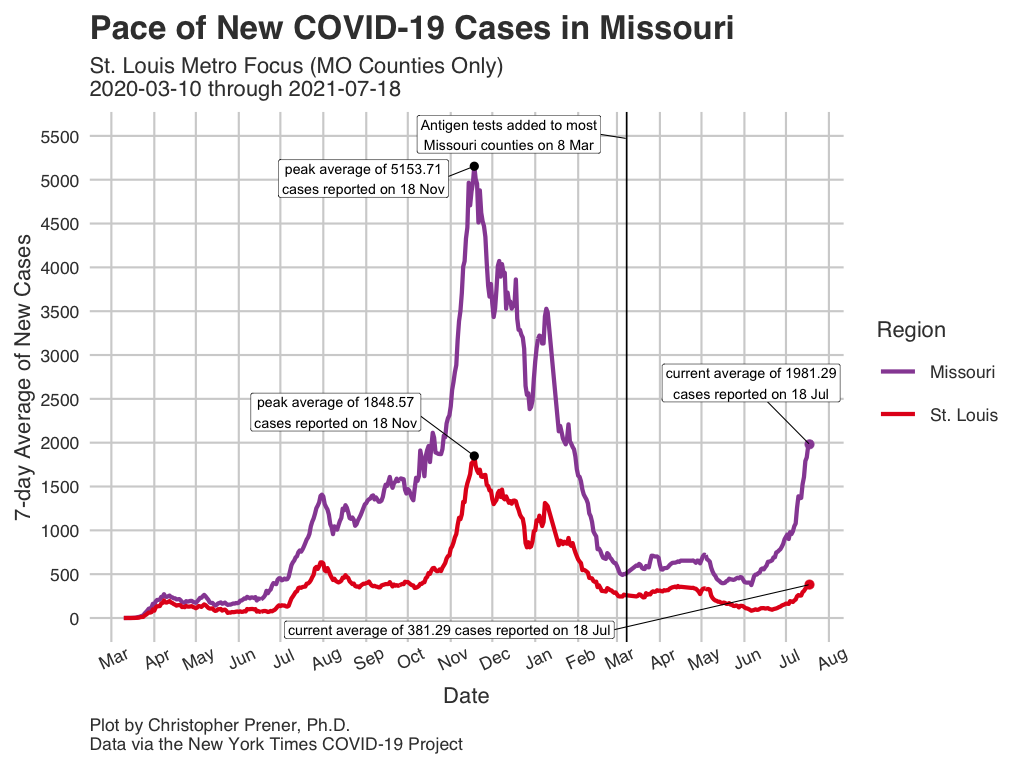 Pace of New COVID-19 Cases in Missouri
St. Louis Metro Focus (MO Counties Only)
2020-03-10 through 2021-07-18
Antigen tests added to most
Missouri counties on 8 Mar
peak average of 5153.71
cases reported on 18 Nov
peak average of 1848.57
cases reported on 18 Nov
current average of 1981.29
cases reported on 18 Jul
current average of 381.29 cases reported on 18 Jul
7-day Average of New Cases
5500
5000
4500
4000
3500
3000
2500
2000
1500
1000
500
0
Mar Apr May Jun Jul Aug Sep Oct Nov Dec Jan Feb Mar Apr May Jun Jul Aug
Date
Region
Missouri
St. Louis
Plot by Christopher Prener, Ph.D.
Data via the New York Times COVID-19 Project